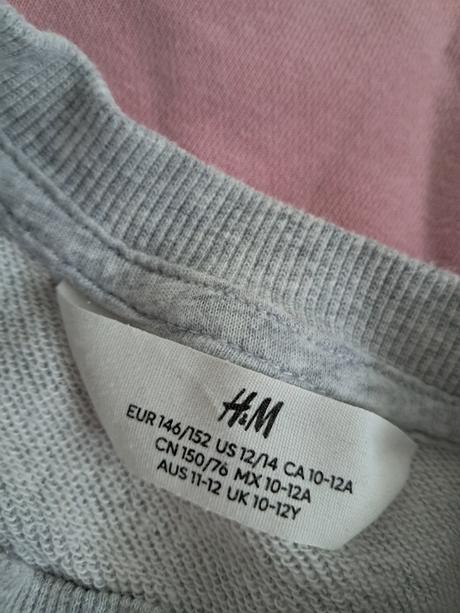 H&M
EUR 146/152 US 12/14 CA 10-12A
CN 150/76 MX 10-12A
AUS 11-12 UK 10-12Y